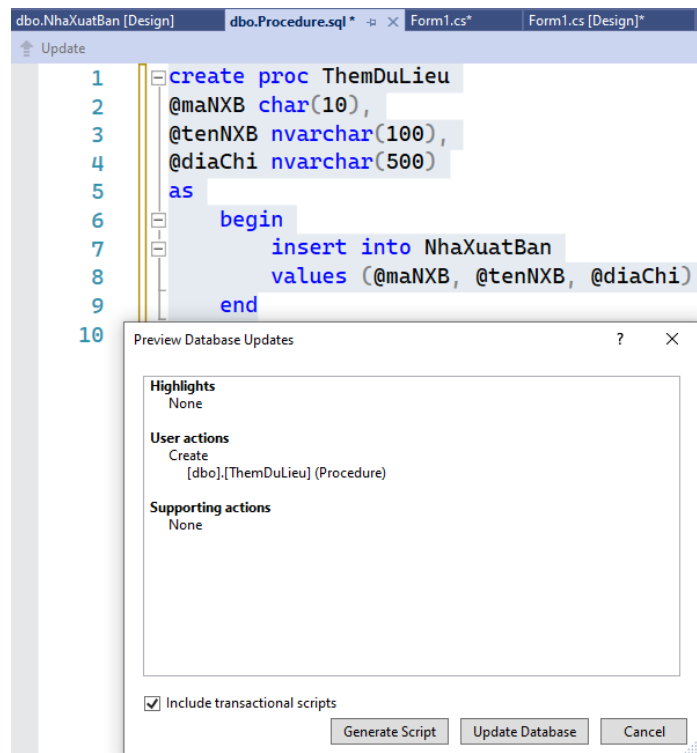 dbo.NhaXuatBan [Design]
dbo.Procedure.sql *
Form1.cs*
Form1.cs [Design]*
Update
1 create proc ThemDuLieu
2 @maNXB char(10),
3 @tenNXB nvarchar(100),
4 @diaChi nvarchar(500)
5 as
6 begin
7 insert into NhaXuatBan
8 values (@maNXB, @tenNXB, @diaChi)
9 end
10
Preview Database Updates ?
Highlights
None
User actions
Create
[dbo].[ThemDuLieu] (Procedure)
Supporting actions
None
Include transactional scripts
Generate Script
Update Database
Cancel